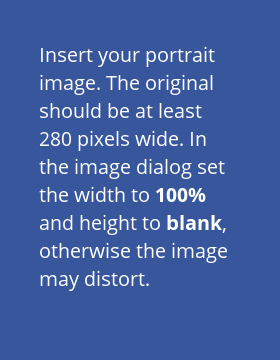 Insert your portrait
image. The original
should be at least
280 pixels wide. In
the image dialog set
the width to 100%
and height to blank,
otherwise the image
may distort.